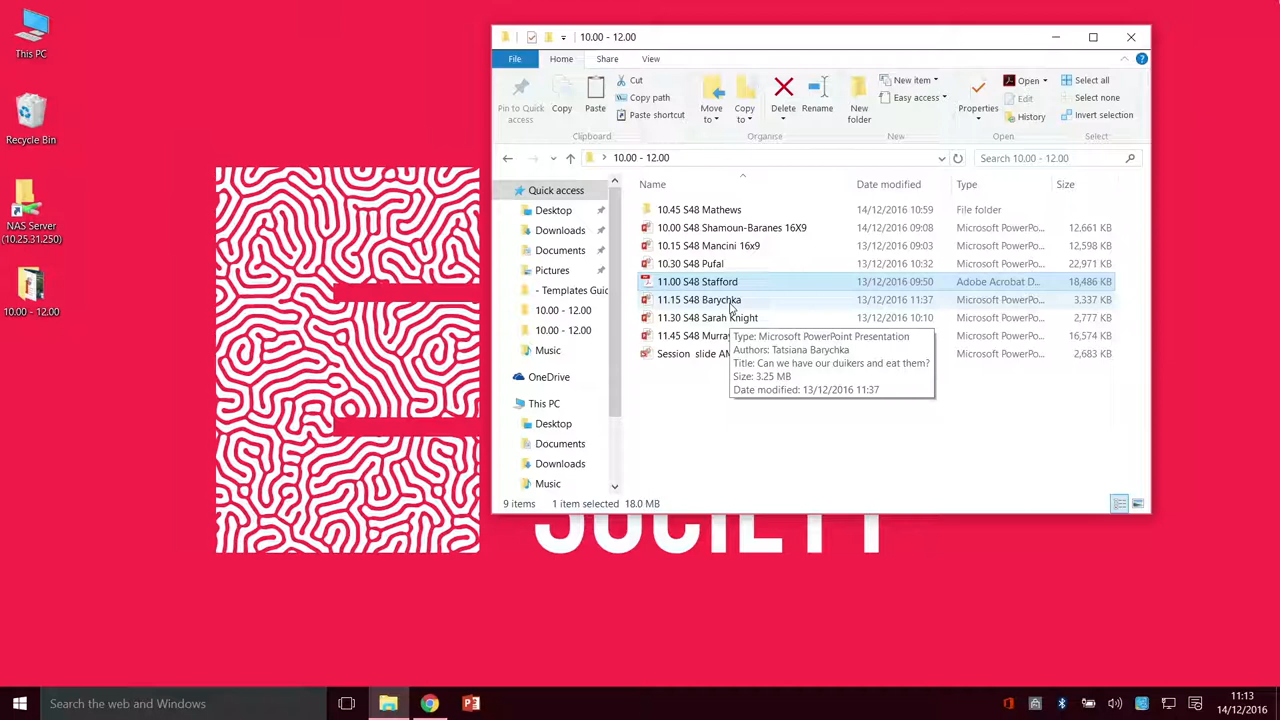 This PC
Recycle Bin
NAS Server
(10.25.31.250)
10.00 - 12.00
10.00 - 12.00
File
Home
Share
View
Pin to Quick
access
Copy
Paste
Cut
Copy path
Paste shortcut
Clipboard
Move
to
Copy
to
Delete
Rename
Organise
New
folder
New item
Easy access
New
Properties
Open
Edit
History
Open
Select all
Select none
Invert selection
Select
10.00 - 12.00
Search 10.00 - 12.00
Quick access
Desktop
Downloads
Documents
Pictures
- Templates Guid
10.00 - 12.00
10.00 - 12.00
Music
OneDrive
This PC
Desktop
Documents
Downloads
Music
Name Date modified Type Size
10.45 S48 Mathews 14/12/2016 10:59 File folder
10.00 S48 Shamoun-Baranes 16X9 14/12/2016 09:08 Microsoft PowerPo... 12,661 KB
10.15 S48 Mancini 16x9 13/12/2016 09:03 Microsoft PowerPo... 12,598 KB
10.30 S48 Pufal 13/12/2016 10:32 Microsoft PowerPo... 22,971 KB
11.00 S48 Stafford 13/12/2016 09:50 Adobe Acrobat D... 18,486 KB
11.15 S48 Barychka 13/12/2016 11:37 Microsoft PowerPo... 3,337 KB
11.30 S48 Sarah Knight 13/12/2016 10:10 Microsoft PowerPo... 2,777 KB
11.45 S48 Murray Microsoft PowerPo... 16,574 KB
Session slide AM Microsoft PowerPo... 2,683 KB
Type: Microsoft PowerPoint Presentation
Authors: Tatsiana Barychka
Title: Can we have our duikers and eat them?
Size: 3.25 MB
Date modified: 13/12/2016 11:37
9 items 1 item selected 18.0 MB
SOCIETY
Search the web and Windows
11:13
14/12/2016